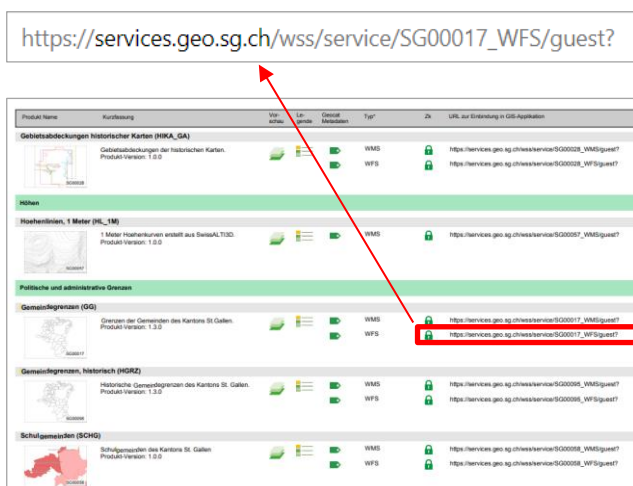 https://services.geo.sg.ch/wss/service/SG00017_WFS/guest?
Produkt Name Kurzfassung Vor-schau Le-gende Geocat Metadaten Typ* Zk URL zur Einbindung in GIS-Applikation
Gebietsabdeckungen historischer Karten (HIKA_GA)
Gebietsabdeckungen der historischen Karten. WMS https://services.geo.sg.ch/wss/service/SG00028_WMS/guest?
Produkt-Version: 1.0.0
WFS https://services.geo.sg.ch/wss/service/SG00028_WFS/guest?
SG00028
Höhen
Hoehenlinien, 1 Meter (HL_1M)
1 Meter Hoehenkurven erstellt aus SwissALTI3D. WMS https://services.geo.sg.ch/wss/service/SG00057_WMS/guest?
Produkt-Version: 1.0.0
SG00057
Politische und administrative Grenzen
Gemeindegrenzen (GG)
Grenzen der Gemeinden des Kantons St.Gallen. WMS https://services.geo.sg.ch/wss/service/SG00017_WMS/guest?
Produkt-Version: 1.3.0
WFS https://services.geo.sg.ch/wss/service/SG00017_WFS/guest?
SG00017
Gemeindegrenzen, historisch (HGRZ)
Historische Gemeindegrenzen des Kantons St. Gallen. WMS https://services.geo.sg.ch/wss/service/SG00095_WMS/guest?
Produkt-Version: 1.3.0
WFS https://services.geo.sg.ch/wss/service/SG00095_WFS/guest?
Schulgemeinden (SCHG)
Schulgemeinden des Kantons St. Gallen WMS https://services.geo.sg.ch/wss/service/SG00058_WMS/guest?
Produkt-Version: 1.0.0
WFS https://services.geo.sg.ch/wss/service/SG00058_WFS/guest?
SG00058